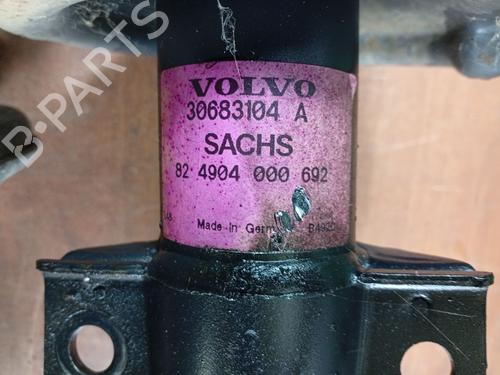 VOLVO
30683104 A
SACHS
82 4904 000 692
Made in Germ
B-Parts